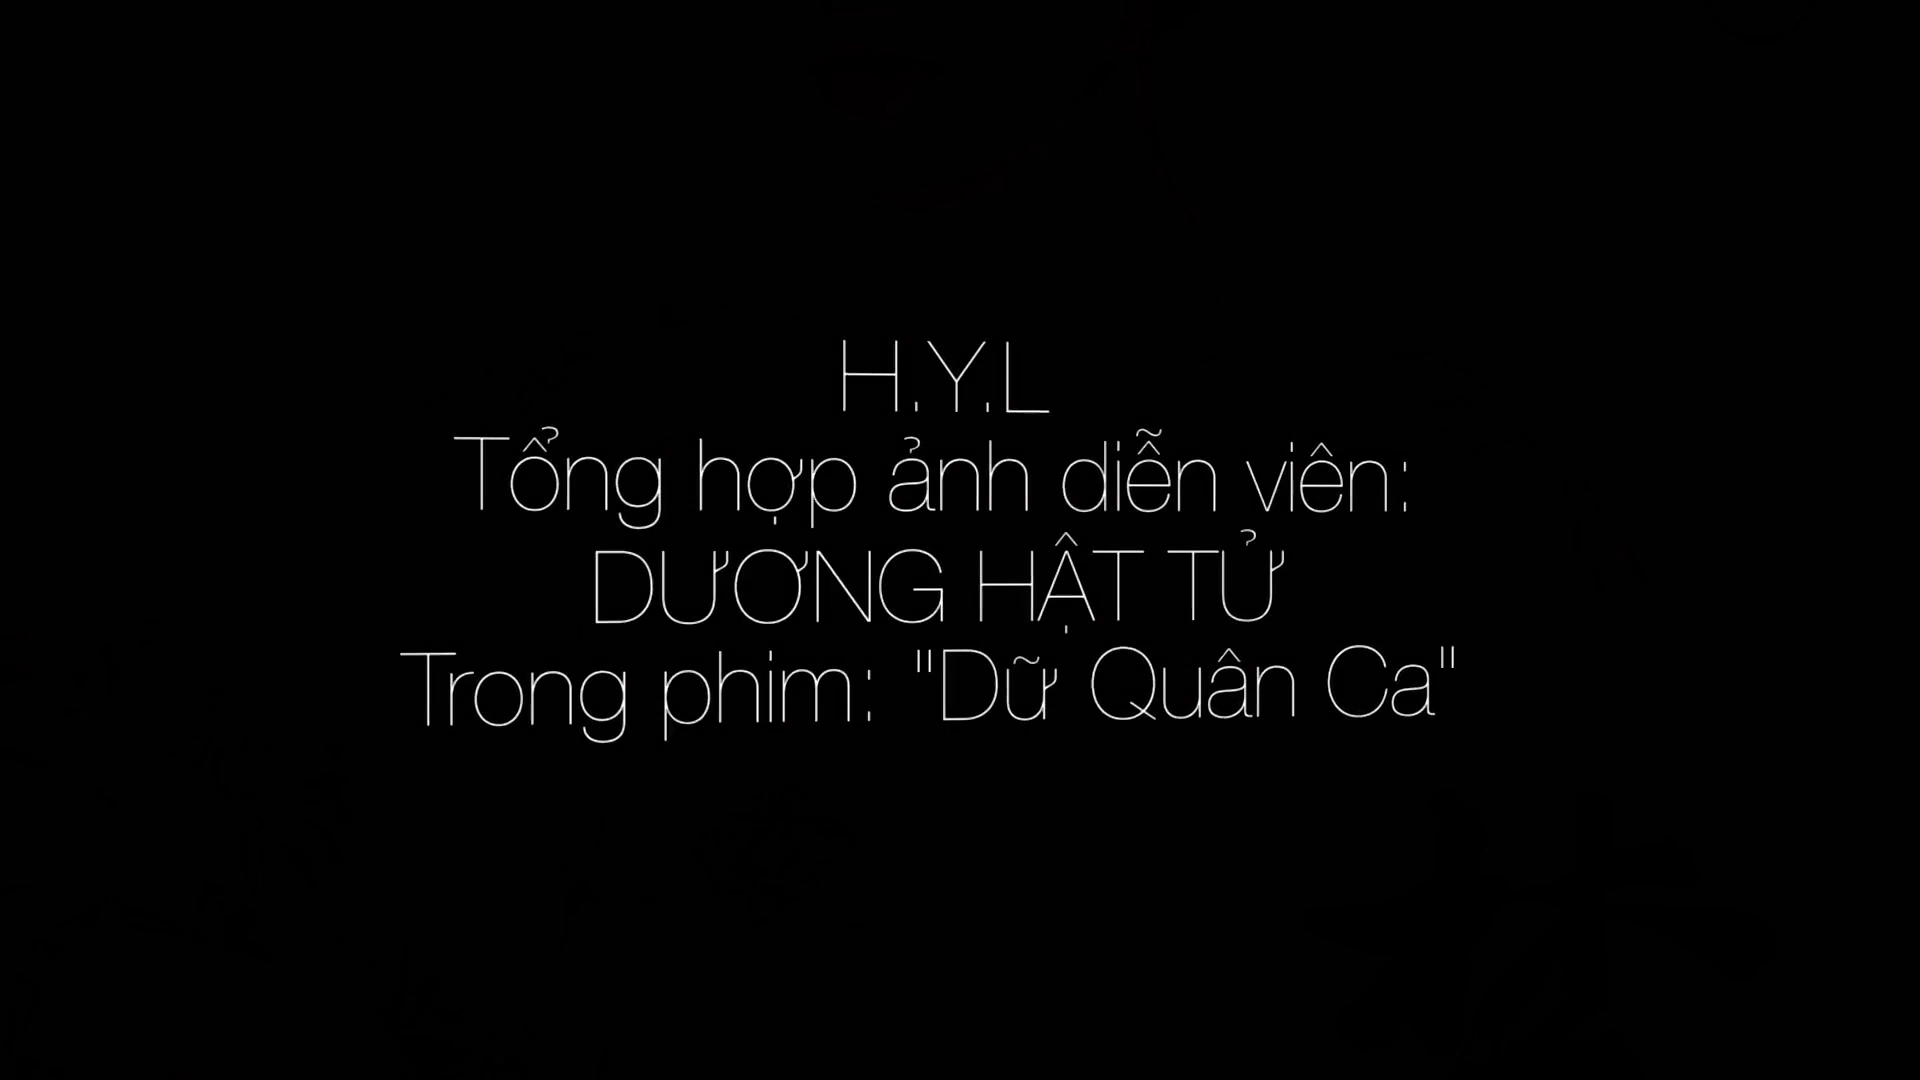 H.Y.L
Tổng hợp ảnh diễn viên:
DƯƠNG HẬT TỬ
Trong phim: "Dữ Quân Ca"